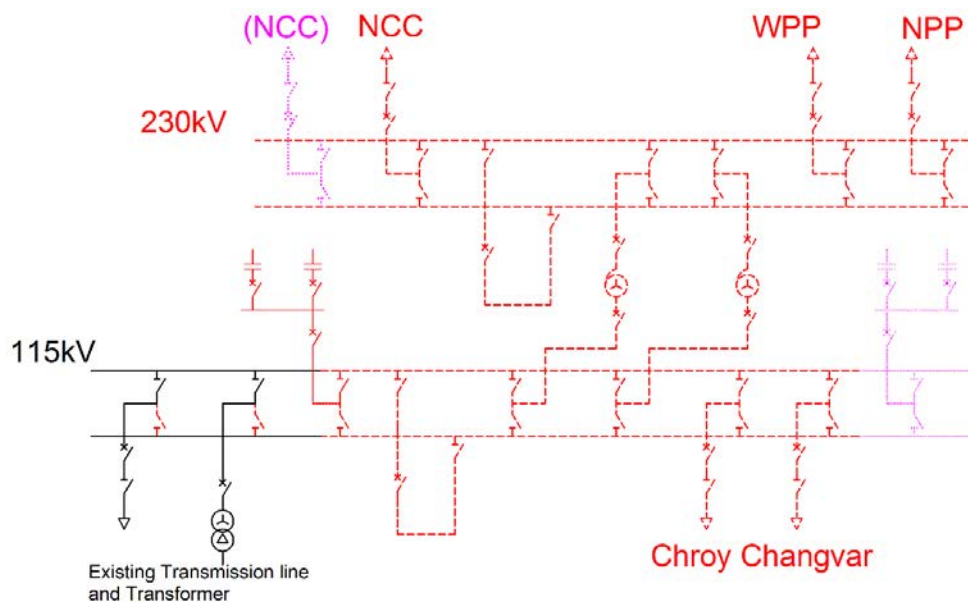 (NCC) NCC WPP NPP
230kV
115kV
Chroy Changvar
Existing Transmission line
and Transformer